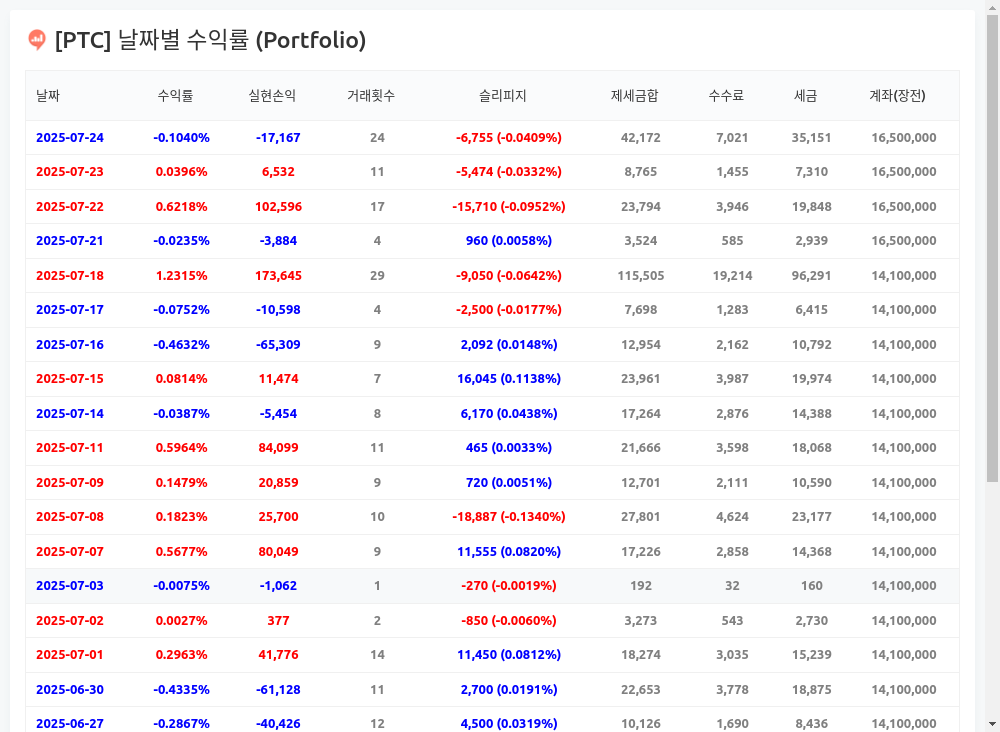 [PTC] 날짜별 수익률 (Portfolio)
날짜 수익률 실현손익 거래횟수 슬리피지 제세금합 수수료 세금 계좌(장전)
2025-07-24 -0.1040% -17,167 24 -6,755 (-0.0409%) 42,172 7,021 35,151 16,500,000
2025-07-23 0.0396% 6,532 11 -5,474 (-0.0332%) 8,765 1,455 7,310 16,500,000
2025-07-22 0.6218% 102,596 17 -15,710 (-0.0952%) 23,794 3,946 19,848 16,500,000
2025-07-21 -0.0235% -3,884 4 960 (0.0058%) 3,524 585 2,939 16,500,000
2025-07-18 1.2315% 173,645 29 -9,050 (-0.0642%) 115,505 19,214 96,291 14,100,000
2025-07-17 -0.0752% -10,598 4 -2,500 (-0.0177%) 7,698 1,283 6,415 14,100,000
2025-07-16 -0.4632% -65,309 9 2,092 (0.0148%) 12,954 2,162 10,792 14,100,000
2025-07-15 0.0814% 11,474 7 16,045 (0.1138%) 23,961 3,987 19,974 14,100,000
2025-07-14 -0.0387% -5,454 8 6,170 (0.0438%) 17,264 2,876 14,388 14,100,000
2025-07-11 0.5964% 84,099 11 465 (0.0033%) 21,666 3,598 18,068 14,100,000
2025-07-09 0.1479% 20,859 9 720 (0.0051%) 12,701 2,111 10,590 14,100,000
2025-07-08 0.1823% 25,700 10 -18,887 (-0.1340%) 27,801 4,624 23,177 14,100,000
2025-07-07 0.5677% 80,049 9 11,555 (0.0820%) 17,226 2,858 14,368 14,100,000
2025-07-03 -0.0075% -1,062 1 -270 (-0.0019%) 192 32 160 14,100,000
2025-07-02 0.0027% 377 2 -850 (-0.0060%) 3,273 543 2,730 14,100,000
2025-07-01 0.2963% 41,776 14 11,450 (0.0812%) 18,274 3,035 15,239 14,100,000
2025-06-30 -0.4335% -61,128 11 2,700 (0.0191%) 22,653 3,778 18,875 14,100,000
2025-06-27 -0.2867% -40,426 12 4,500 (0.0319%) 10,126 1,690 8,436 14,100,000